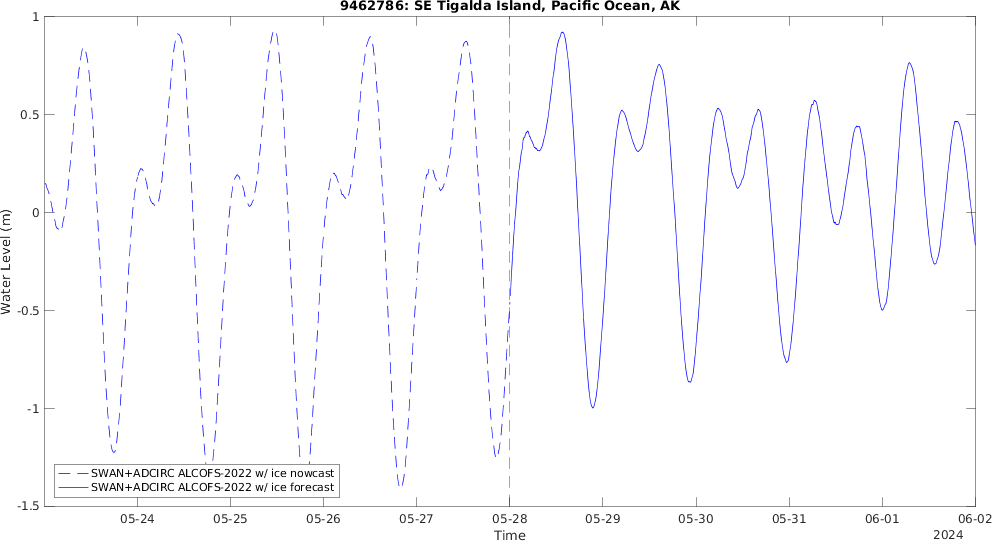 9462786: SE Tigalda Island, Pacific Ocean, AK
1
0.5
0
-0.5
-1
-1.5
Water Level (m)
SWAN+ADCIRC ALCOFS-2022 w/ ice nowcast
SWAN+ADCIRC ALCOFS-2022 w/ ice forecast
05-24 05-25 05-26 05-27 05-28 05-29 05-30 05-31 06-01 06-02
Time
2024